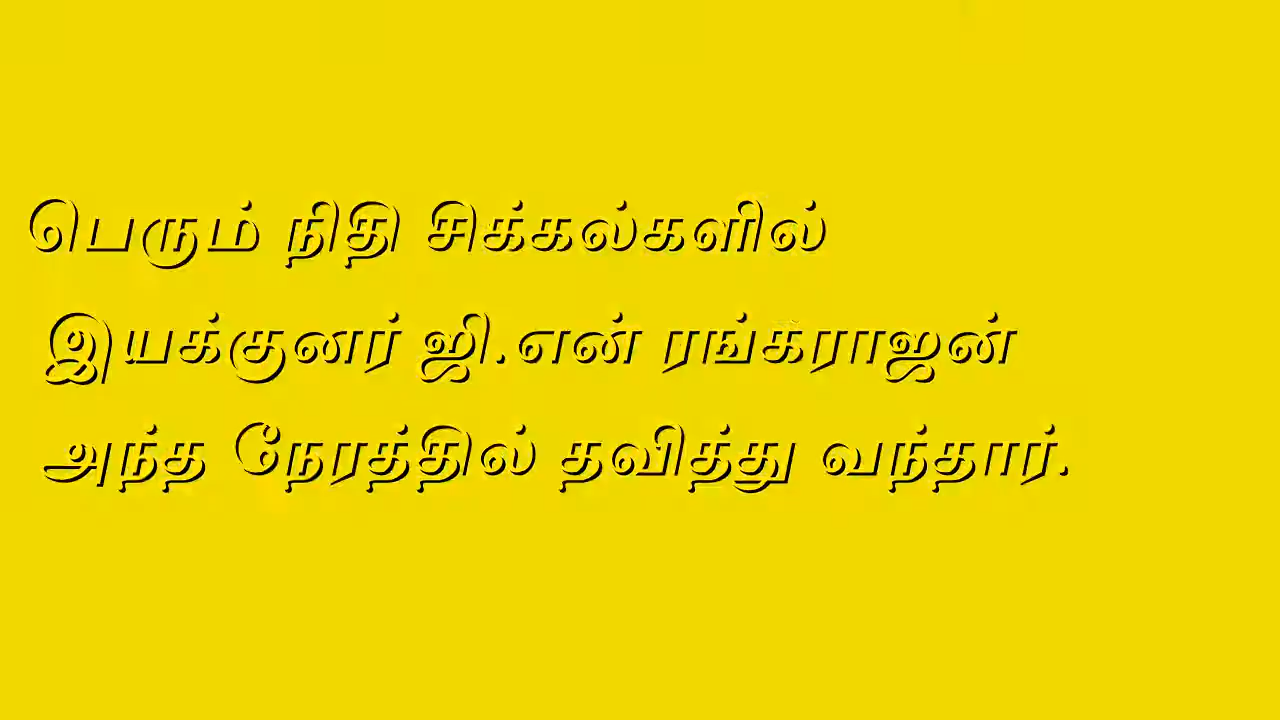 பெரும் நிதி சிக்கல்களில்
இயக்குனர் ஜி.என் ரங்கராஜன்
அந்த நேரத்தில் தவித்து வந்தார்.